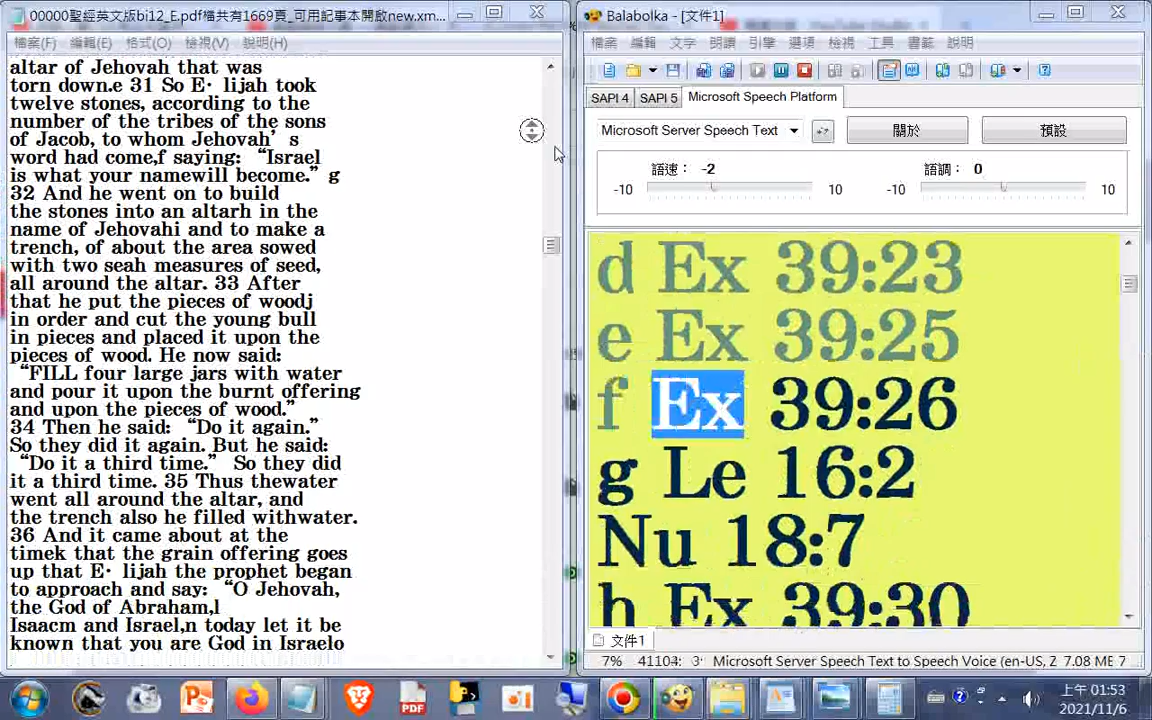 00000聖經英文版bi12_E.pdf檔共有1669頁_可用記事本開啟new.xm...
檔案(F) 編輯(E) 格式(O) 檢視(V) 說明(H)
altar of Jehovah that was
torn down.e 31 So E· lijah took
twelve stones, according to the
number of the tribes of the sons
of Jacob, to whom Jehovah’ s
word had come,f saying: “Israel
is what your namewill become.” g
32 And he went on to build
the stones into an altarh in the
name of Jehovahi and to make a
trench, of about the area sowed
with two seah measures of seed,
all around the altar. 33 After
that he put the pieces of woodj
in order and cut the young bull
in pieces and placed it upon the
pieces of wood. He now said:
“FILL four large jars with water
and pour it upon the burnt offering
and upon the pieces of wood.”
34 Then he said: “Do it again.”
So they did it again. But he said:
“Do it a third time.” So they did
it a third time. 35 Thus thewater
went all around the altar, and
the trench also he filled withwater.
36 And it came about at the
timek that the grain offering goes
up that E· lijah the prophet began
to approach and say: “O Jehovah,
the God of Abraham,l
Isaacm and Israel,n today let it be
known that you are God in Israelo
Balabolka - [文件1]
檔案 編輯 文字 朗讀 引擎 選項 檢視 工具 書籤 說明
SAPI 4 SAPI 5 Microsoft Speech Platform
Microsoft Server Speech Text 關於 預設
語速: -2 語調: 0
-10 10 -10 10
d Ex 39:23
e Ex 39:25
f Ex 39:26
g Le 16:2
Nu 18:7
h Ex 39:30
文件1
7% 41104: Microsoft Server Speech Text to Speech Voice (en-US, 7.08 MB
PDF
上午 01:53
2021/11/6